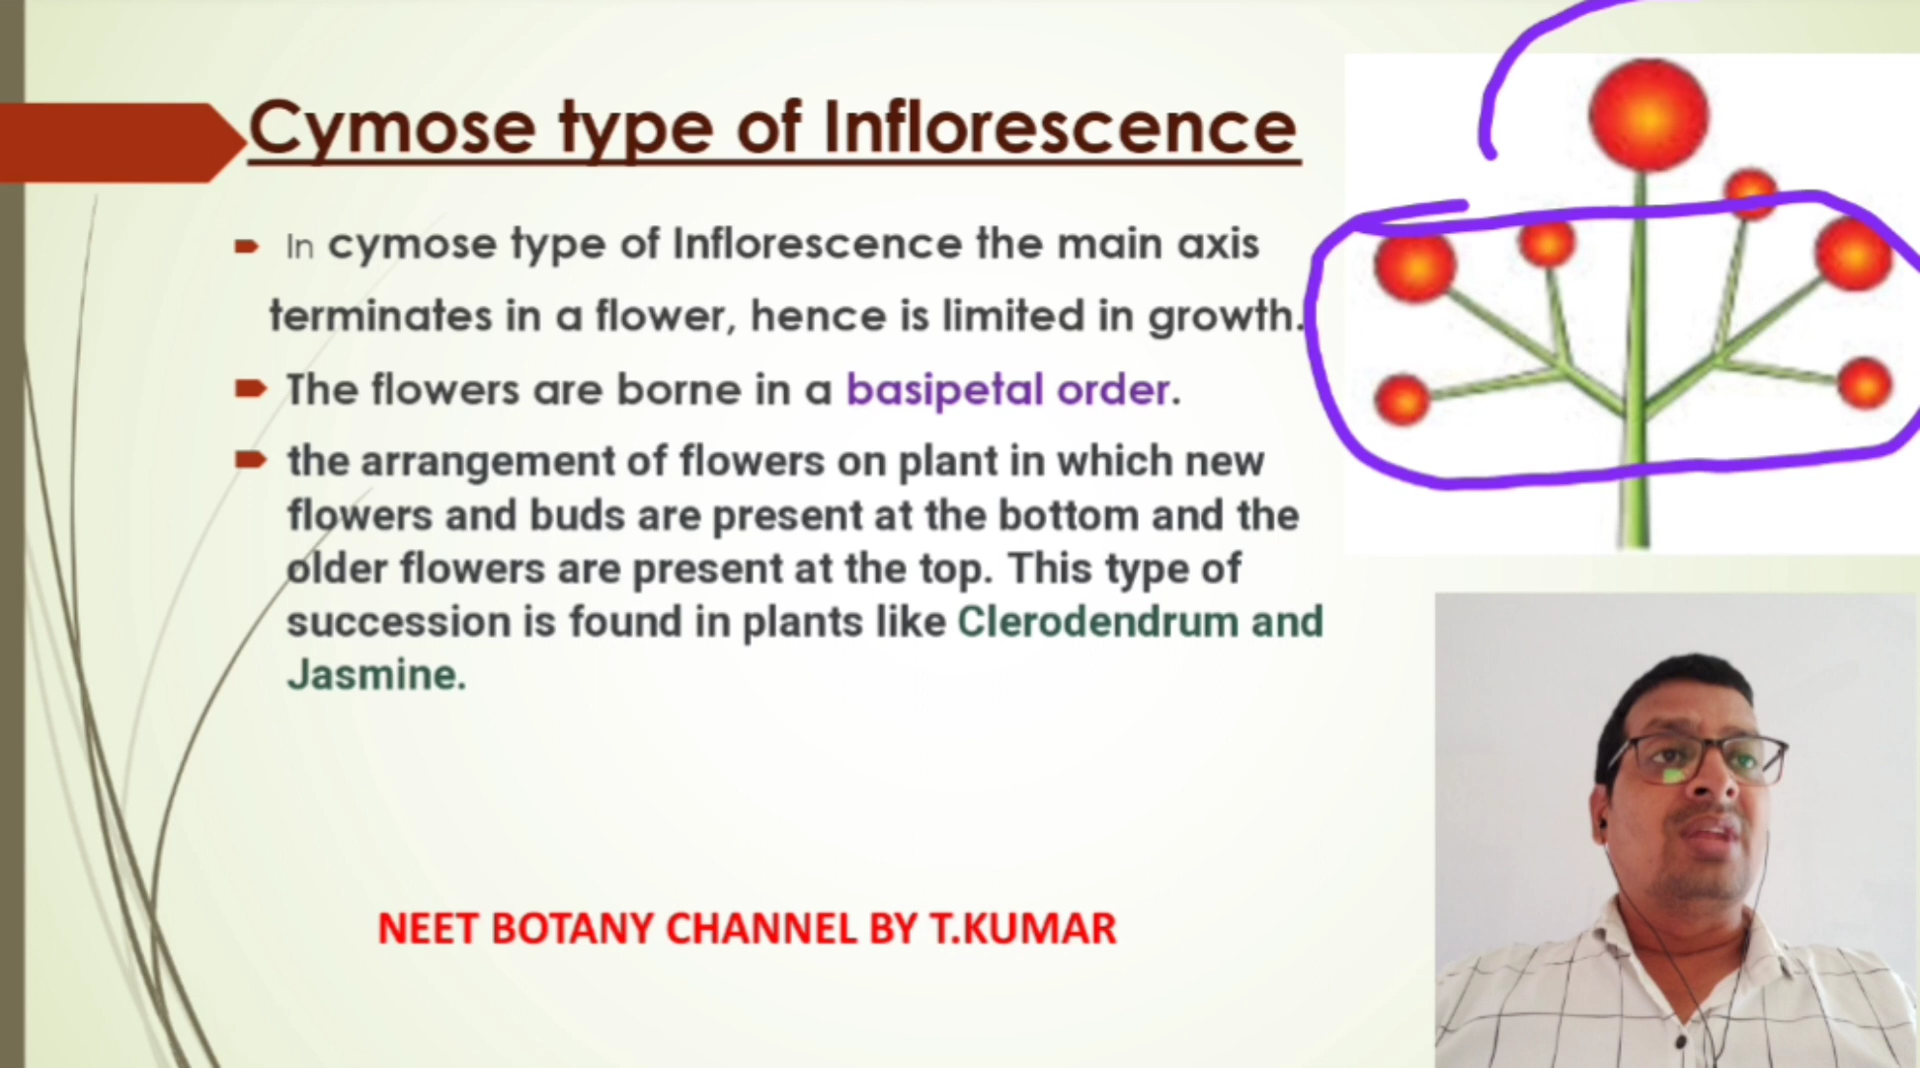 Cymose type of Inflorescence
In cymose type of Inflorescence the main axis
terminates in a flower, hence is limited in growth.
The flowers are borne in a basipetal order.
the arrangement of flowers on plant in which new
flowers and buds are present at the bottom and the
older flowers are present at the top. This type of
succession is found in plants like Clerodendrum and
Jasmine.
NEET BOTANY CHANNEL BY T.KUMAR